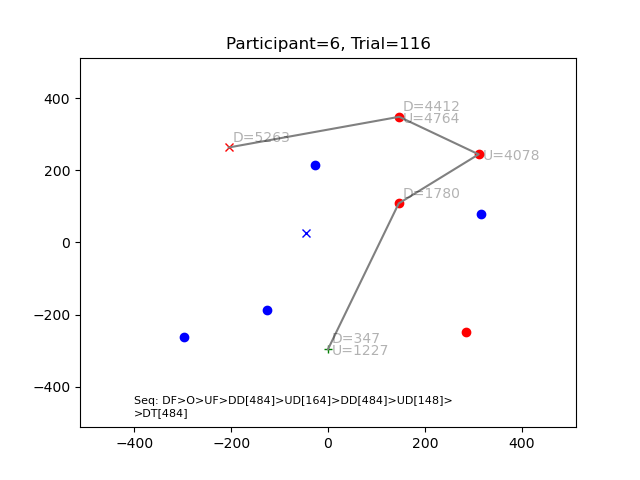 Participant=6, Trial=116
400
200
0
−200
−400
−400
−200
0
200
400
D=4412
U=4764
D=5263
U=4078
D=1780
D=347
U=1227
Seq: DF>O>UF>DD[484]>UD[164]>DD[484]>UD[148]>
>DT[484]